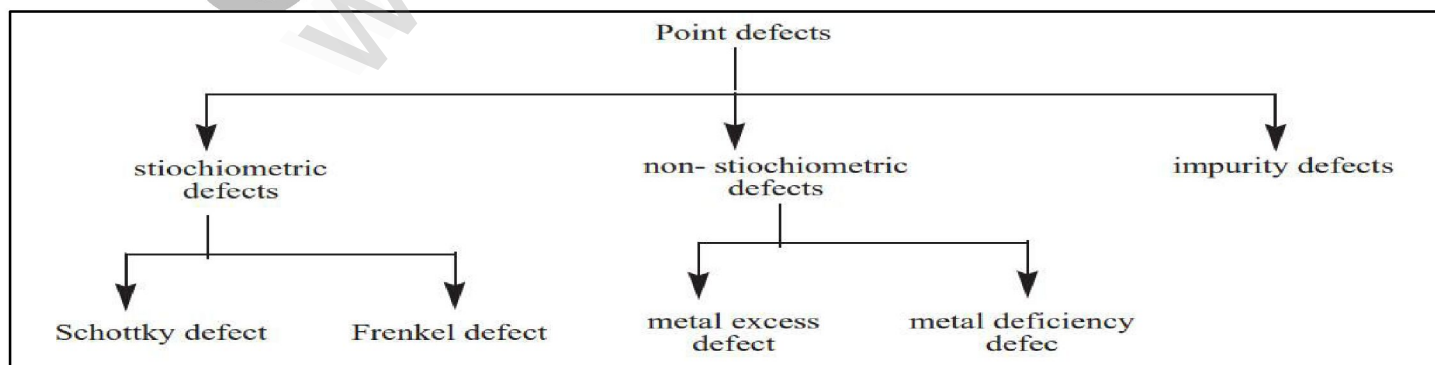 Point defects
stiochiometric
defects
non- stiochiometric
defects
impurity defects
Schottky defect
Frenkel defect
metal excess
defect
metal deficiency
defec